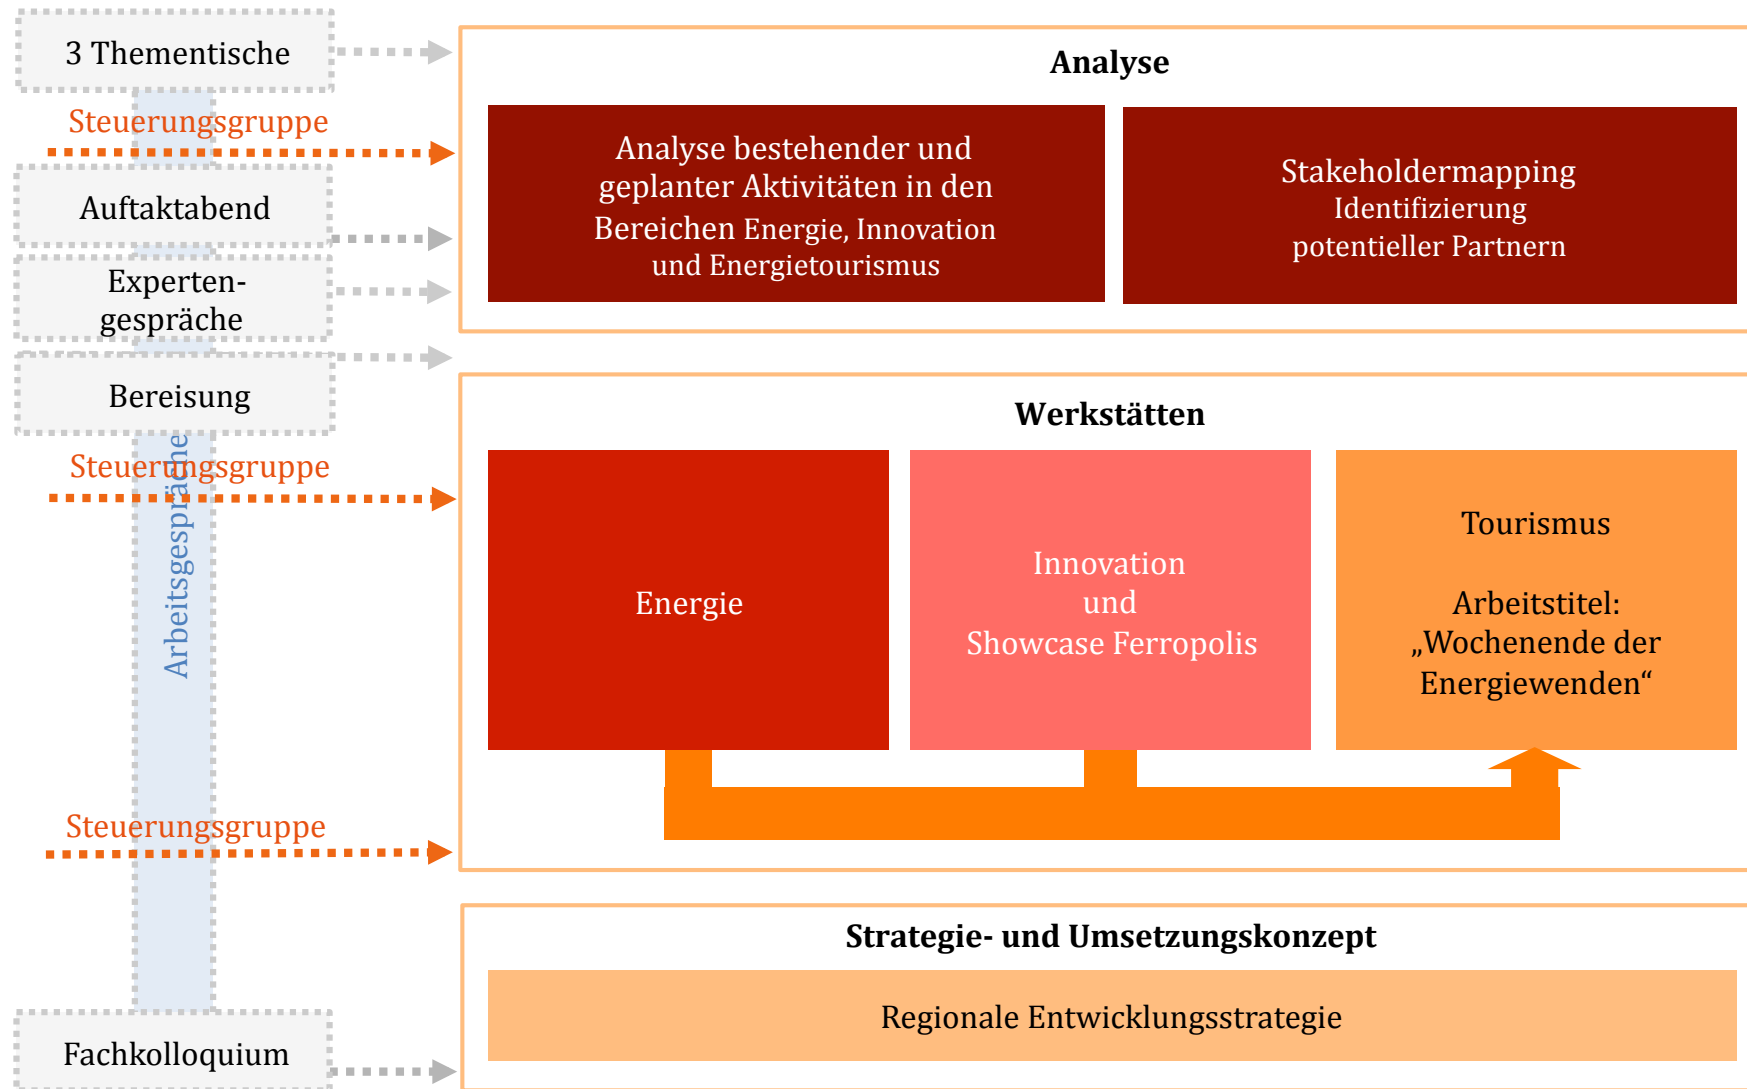 3 Thementische
Steuerungsgruppe
Auftaktabend
Experten-
gespräche
Bereisung
Steuerungsgruppe
Arbeitsgespräche
Steuerungsgruppe
Fachkolloquium
Analyse
Analyse bestehender und
geplanter Aktivitäten in den
Bereichen Energie, Innovation
und Energietourismus
Stakeholdermapping
Identifizierung
potentieller Partnern
Werkstätten
Energie
Innovation
und
Showcase Ferropolis
Tourismus
Arbeitstitel:
„Wochenende der
Energiewenden“
Strategie- und Umsetzungskonzept
Regionale Entwicklungsstrategie